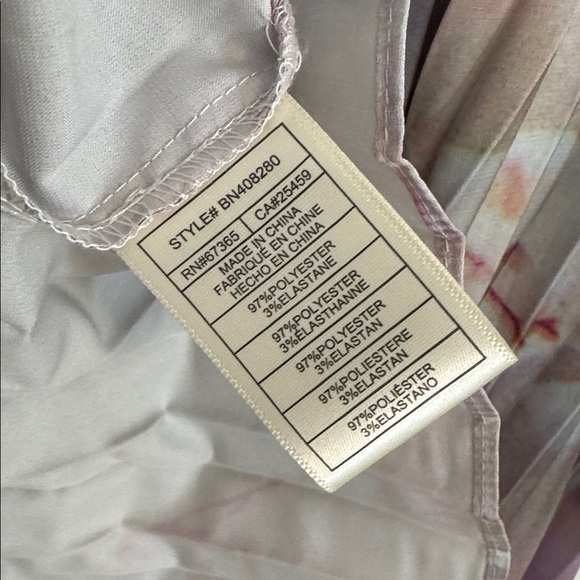 STYLE# BN408280
RN#67365 CA#25459
MADE IN CHINA
FABRIQUÉ EN CHINE
HECHO EN CHINA
97%POLYESTER
3%ELASTANE
97%POLYESTER
3%ELASTHANNE
97%POLYESTER
3%ELASTAN
97%POLIESTERE
3%ELASTAN
97%POLIÉSTER
3%ELASTANO